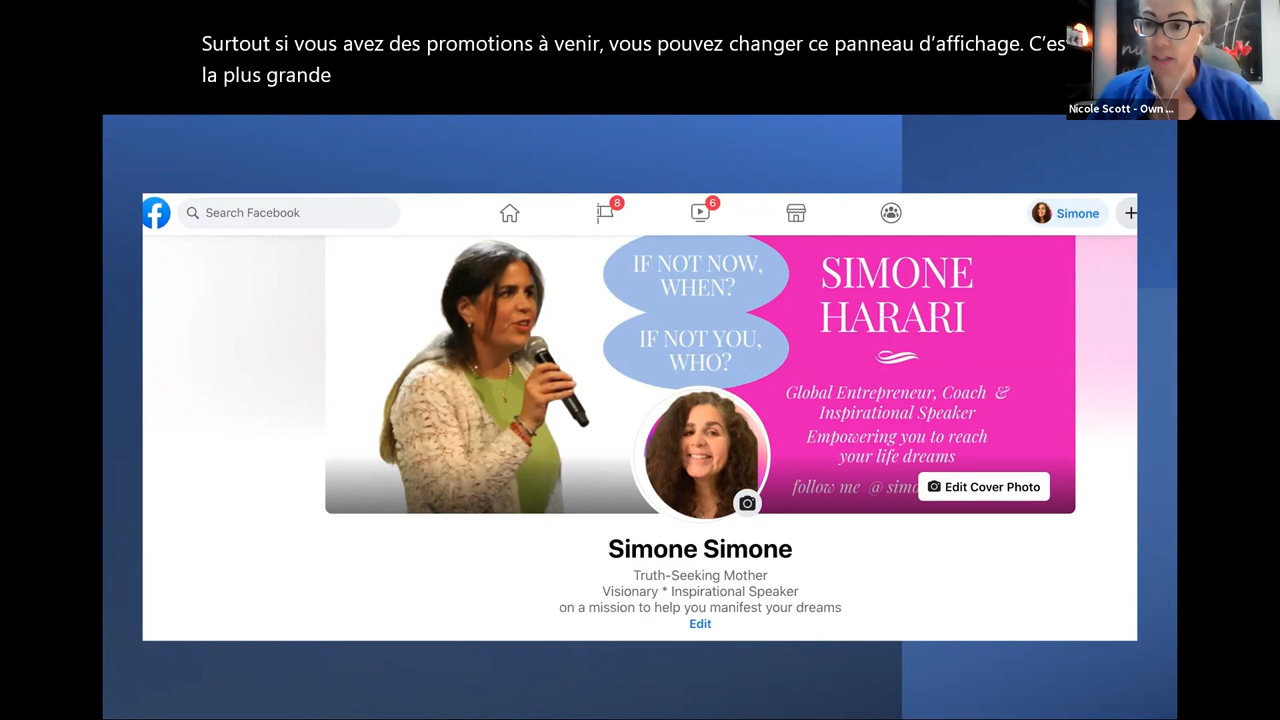 Surtout si vous avez des promotions à venir, vous pouvez changer ce panneau d’affichage. C’es
la plus grande
Nicole Scott - Own ...
Search Facebook
8
6
Simone
IF NOT NOW,
WHEN?
IF NOT YOU,
WHO?
SIMONE
HARARI
Global Entrepreneur, Coach &
Inspirational Speaker
Empowering you to reach
your life dreams
follow me @ simo
Edit Cover Photo
Simone Simone
Truth-Seeking Mother
Visionary * Inspirational Speaker
on a mission to help you manifest your dreams
Edit